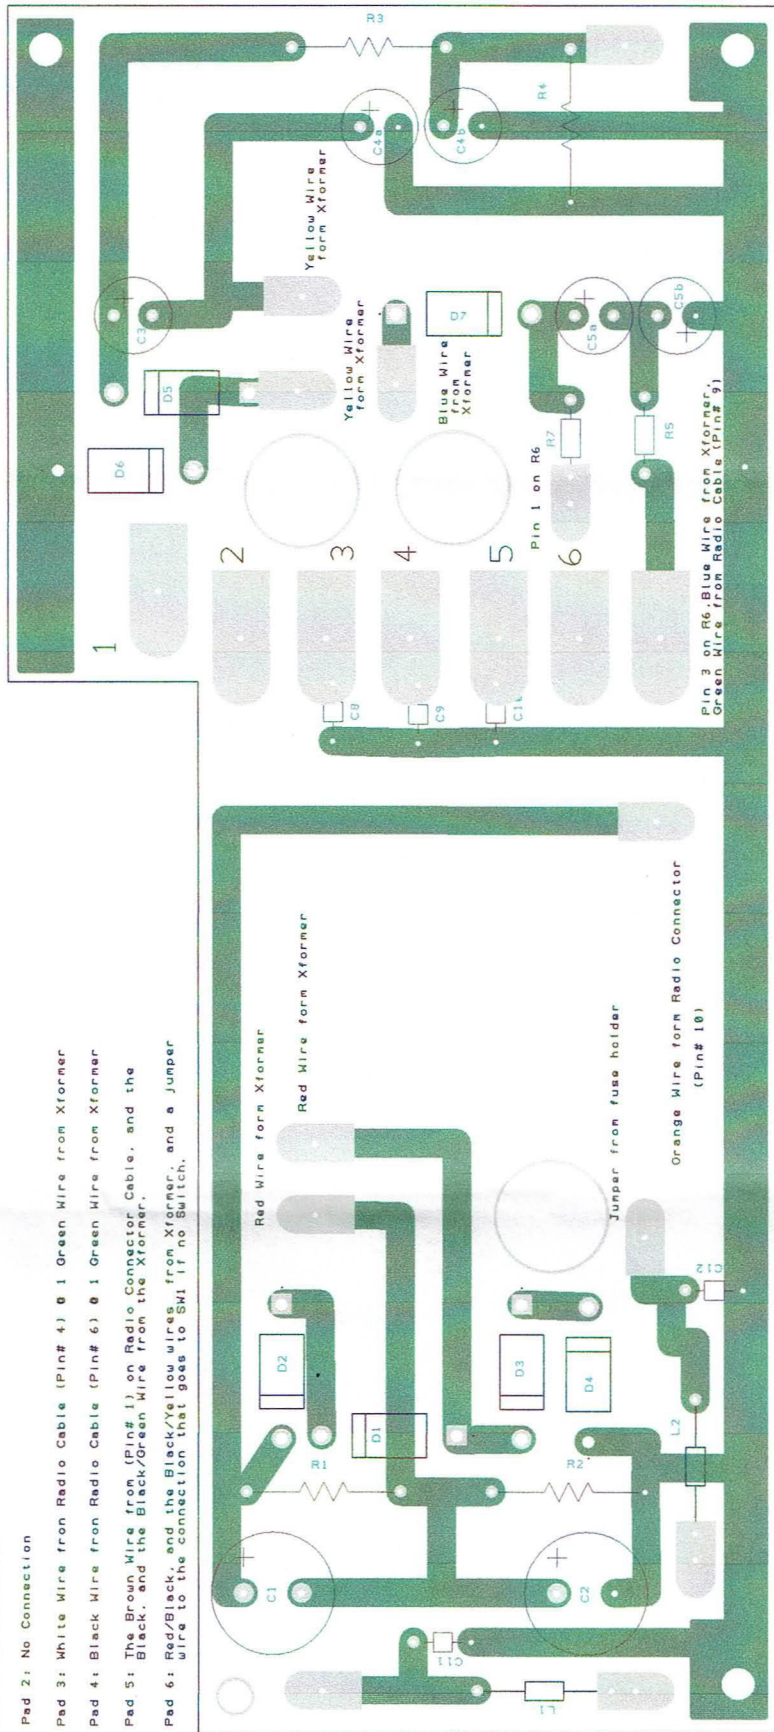 Pad 2: No Connection
Pad 3: White Wire from Radio Cable (Pin# 4) @ 1 Green Wire from Xformer
Pad 4: Black Wire from Radio Cable (Pin# 6) @ 1 Green Wire from Xformer
Pad 5: The Brown Wire from (Pin# 1) on Radio Connector Cable, and the
Black, and the Black/Green Wire from the Xformer.
Pad 6: Red/Black, and the Black/Yellow wires from Xformer, and a jumper
wire to the connection that goes to SW1 if no Switch.
R3
R4
C4a
C4b
Yellow Wire
form Xformer
C3
Yellow Wire
form Xformer
D7
Blue Wire
from
Xformer
C5a
C5b
D5
D6
R7
R5
Pin 1 on R6
1
2
3
4
5
6
Pin 3 on R6,Blue Wire from Xformer,
Green Wire from Radio Cable (Pin# 9)
C8
C9
Red Wire form Xformer
Red Wire form Xformer
Jumper from fuse holder
Orange Wire form Radio Connector
(Pin# 10)
D2
D1
D3
D4
C12
R1
R2
L2
C1
C2
C11
L1